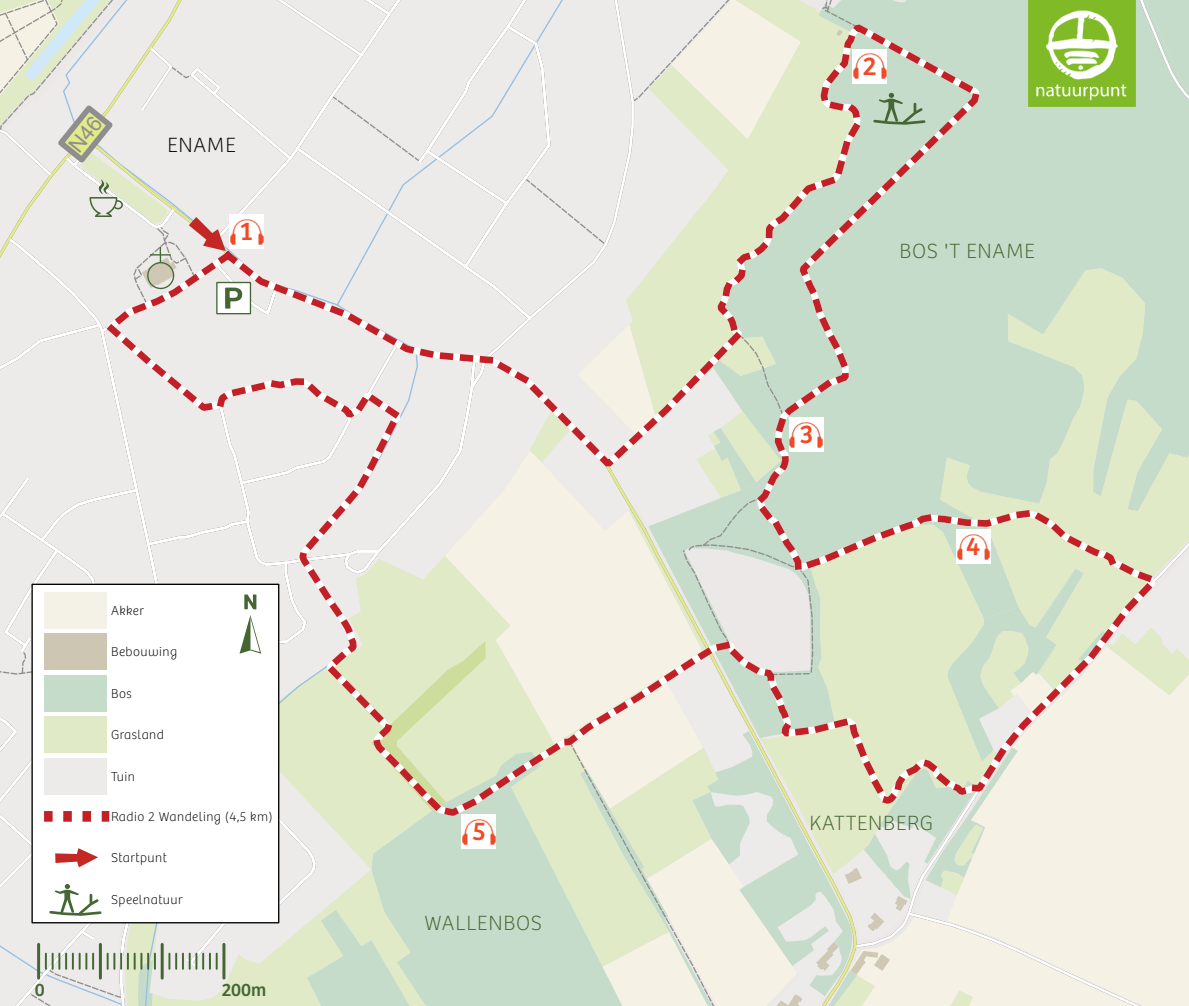 natuurpunt
2
N46
ENAME
1
P
BOS 'T ENAME
3
4
N
Akker
Bebouwing
Bos
Grasland
Tuin
Radio 2 Wandeling (4,5 km)
Startpunt
Speelnatuur
5
KATTENBERG
WALLENBOS
0 200m